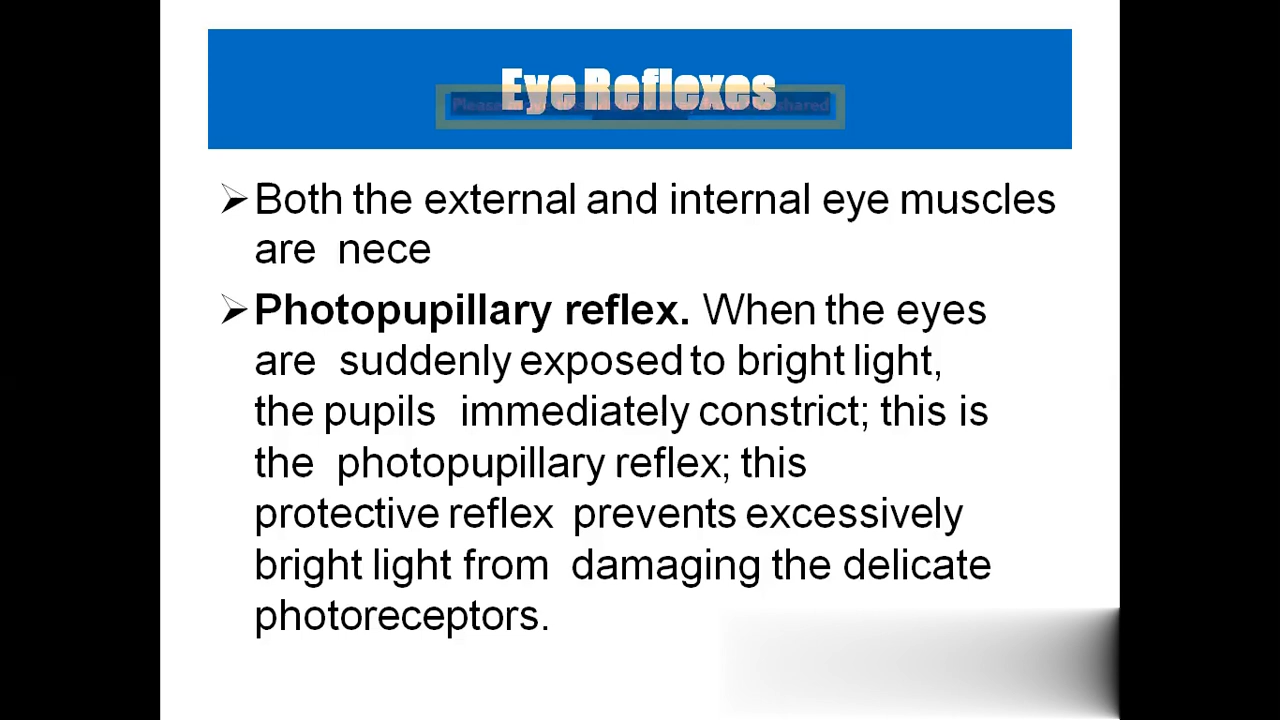 Eye Reflexes
Please shared
➢ Both the external and internal eye muscles
are nece
➢ Photopupillary reflex. When the eyes
are suddenly exposed to bright light,
the pupils immediately constrict; this is
the photopupillary reflex; this
protective reflex prevents excessively
bright light from damaging the delicate
photoreceptors.